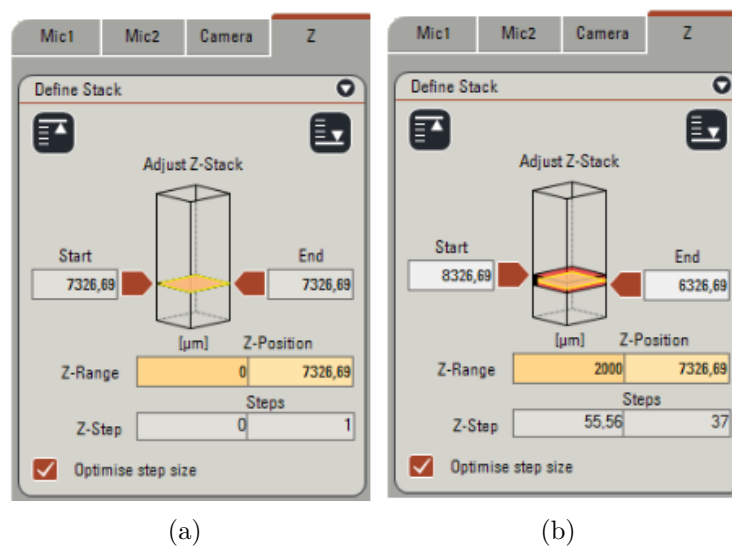 Mic1 Mic2 Camera Z
Define Stack
Adjust Z-Stack
Start End
7326,69 7326,69
[µm] Z-Position
Z-Range 0 7326,69
Steps
Z-Step 0 1
Optimise step size
(a)
Mic1 Mic2 Camera Z
Define Stack
Adjust Z-Stack
Start End
8326,69 6326,69
[µm] Z-Position
Z-Range 2000 7326,69
Steps
Z-Step 55,56 37
Optimise step size
(b)